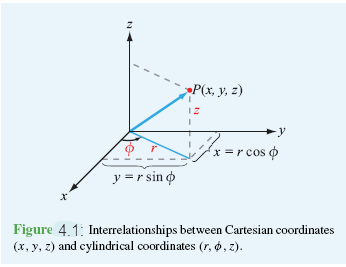 z
P(x, y, z)
z
y
ϕ
r
x = r cos ϕ
y = r sin ϕ
x
Figure 4.1: Interrelationships between Cartesian coordinates
(x, y, z) and cylindrical coordinates (r, ϕ, z).